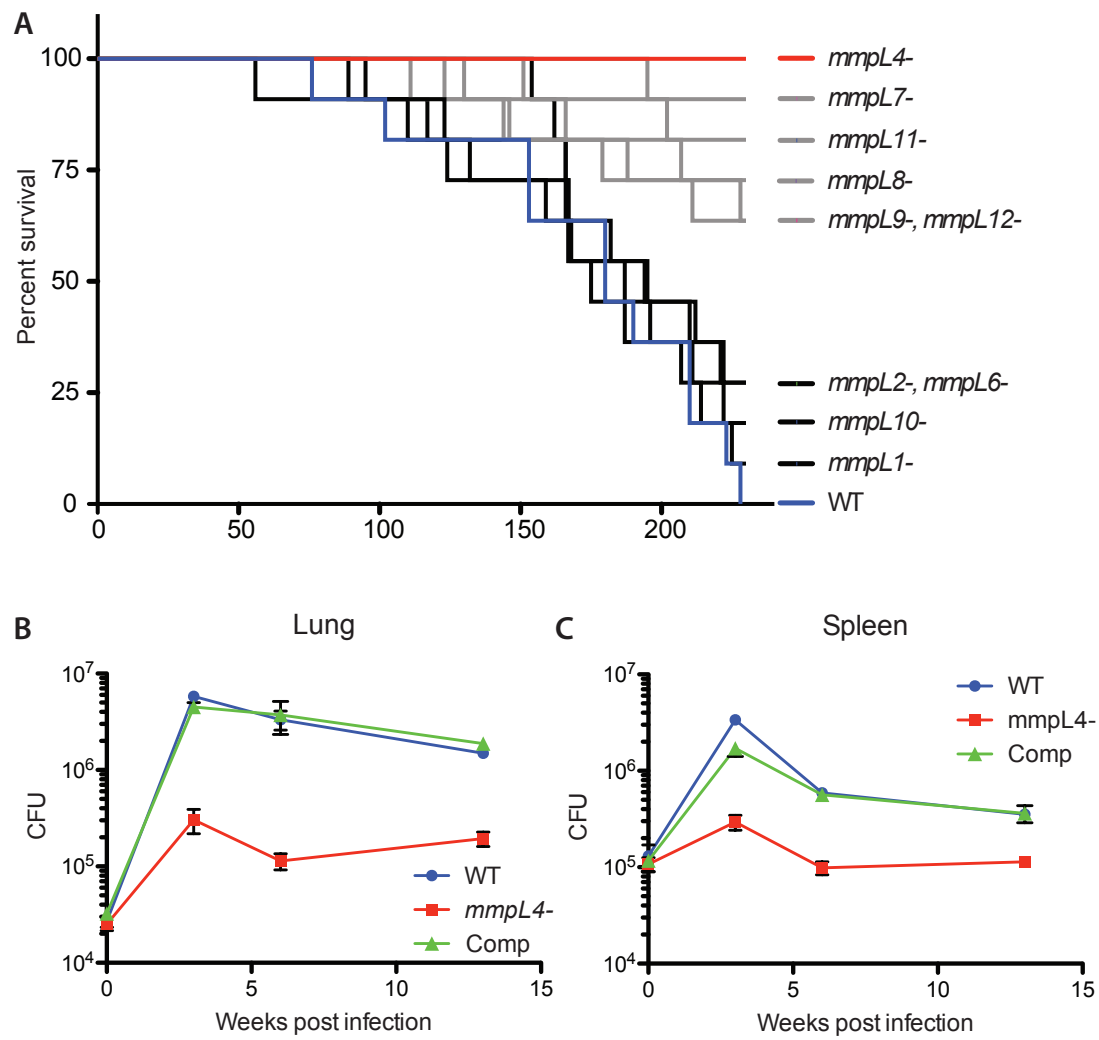 A
Percent survival
100
75
50
25
0
0 50 100 150 200
mmpL4-
mmpL7-
mmpL11-
mmpL8-
mmpL9-, mmpL12-
mmpL2-, mmpL6-
mmpL10-
mmpL1-
WT
B
Lung
CFU
10⁷
10⁶
10⁵
10⁴
0 5 10 15
Weeks post infection
WT
mmpL4-
Comp
C
Spleen
CFU
10⁷
10⁶
10⁵
10⁴
0 5 10 15
Weeks post infection
WT
mmpL4-
Comp